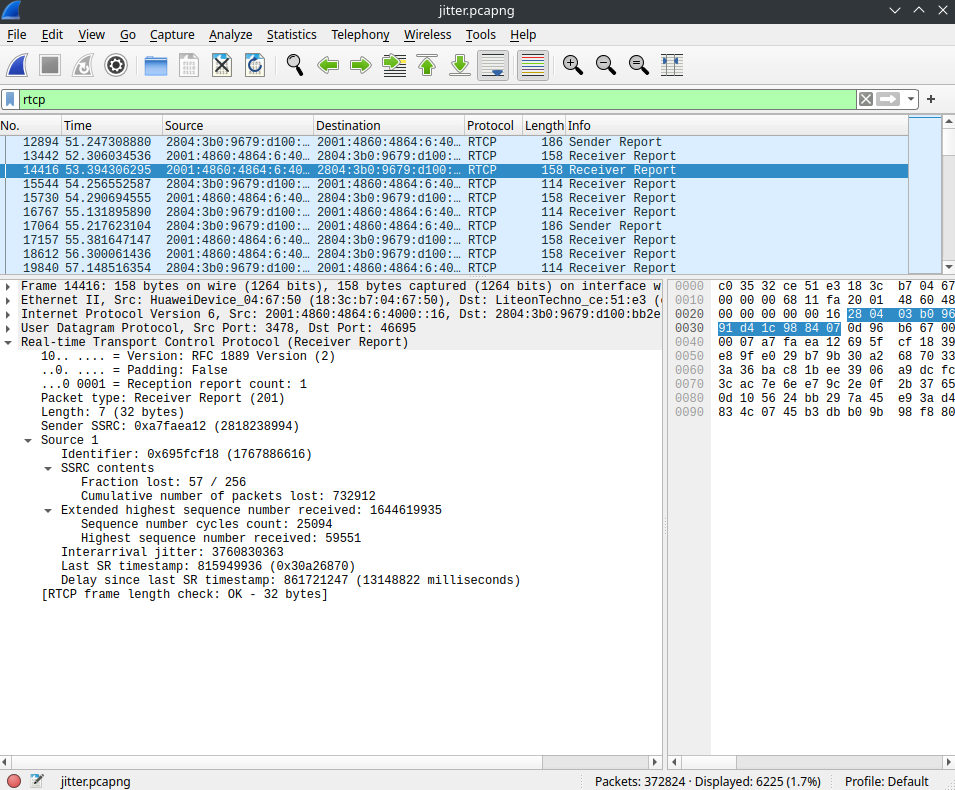 jitter.pcapng
File Edit View Go Capture Analyze Statistics Telephony Wireless Tools Help
rtcp
No. Time Source Destination Protocol Length Info
12894 51.247308880 2804:3b0:9679:d100:… 2001:4860:4864:6:40… RTCP 186 Sender Report
13442 52.306034536 2001:4860:4864:6:40… 2804:3b0:9679:d100:… RTCP 158 Receiver Report
14416 53.394306295 2001:4860:4864:6:40… 2804:3b0:9679:d100:… RTCP 158 Receiver Report
15544 54.256552587 2804:3b0:9679:d100:… 2001:4860:4864:6:40… RTCP 114 Receiver Report
15730 54.290694555 2001:4860:4864:6:40… 2804:3b0:9679:d100:… RTCP 158 Receiver Report
16767 55.131895890 2804:3b0:9679:d100:… 2001:4860:4864:6:40… RTCP 114 Receiver Report
17064 55.217623104 2804:3b0:9679:d100:… 2001:4860:4864:6:40… RTCP 186 Sender Report
17157 55.381647147 2001:4860:4864:6:40… 2804:3b0:9679:d100:… RTCP 158 Receiver Report
18612 56.300061436 2001:4860:4864:6:40… 2804:3b0:9679:d100:… RTCP 158 Receiver Report
19840 57.148516354 2804:3b0:9679:d100:… 2001:4860:4864:6:40… RTCP 114 Receiver Report
Frame 14416: 158 bytes on wire (1264 bits), 158 bytes captured (1264 bits) on interface w
Ethernet II, Src: HuaweiDevice_04:67:50 (18:3c:b7:04:67:50), Dst: LiteonTechno_ce:51:e3 (
Internet Protocol Version 6, Src: 2001:4860:4864:6:4000::16, Dst: 2804:3b0:9679:d100:bb2e
User Datagram Protocol, Src Port: 3478, Dst Port: 46695
Real-time Transport Control Protocol (Receiver Report)
10.. .... = Version: RFC 1889 Version (2)
..0. .... = Padding: False
...0 0001 = Reception report count: 1
Packet type: Receiver Report (201)
Length: 7 (32 bytes)
Sender SSRC: 0xa7faea12 (2818238994)
Source 1
Identifier: 0x695fcf18 (1767886616)
SSRC contents
Fraction lost: 57 / 256
Cumulative number of packets lost: 732912
Extended highest sequence number received: 1644619935
Sequence number cycles count: 25094
Highest sequence number received: 59551
Interarrival jitter: 3760830363
Last SR timestamp: 815949936 (0x30a26870)
Delay since last SR timestamp: 861721247 (13148822 milliseconds)
[RTCP frame length check: OK - 32 bytes]
0000 c0 35 32 ce 51 e3 18 3c b7 04 67
0010 00 00 00 68 11 fa 20 01 48 60 48
0020 00 00 00 00 00 16 28 04 03 b0 96
0030 91 d4 1c 98 84 07 0d 96 b6 67 00
0040 00 07 a7 fa ea 12 69 5f cf 18 39
0050 e8 9f e0 29 b7 9b 30 a2 68 70 33
0060 3a 36 ba c8 1b ee 39 06 a9 dc fc
0070 3c ac 7e 6e e7 9c 2e 0f 2b 37 65
0080 0d 10 56 24 bb 29 7a 45 e9 3a d4
0090 83 4c 07 45 b3 db b0 9b 98 f8 80
jitter.pcapng Packets: 372824 · Displayed: 6225 (1.7%) Profile: Default